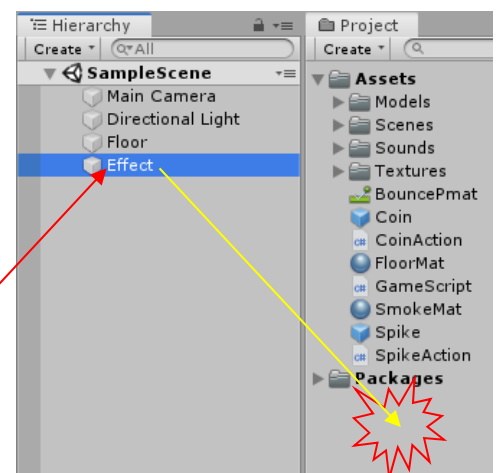 Hierarchy
Create All
SampleScene
Main Camera
Directional Light
Floor
Effect
Project
Create
Assets
Models
Scenes
Sounds
Textures
BouncePmat
Coin
C# CoinAction
FloorMat
C# GameScript
SmokeMat
Spike
C# SpikeAction
Packages